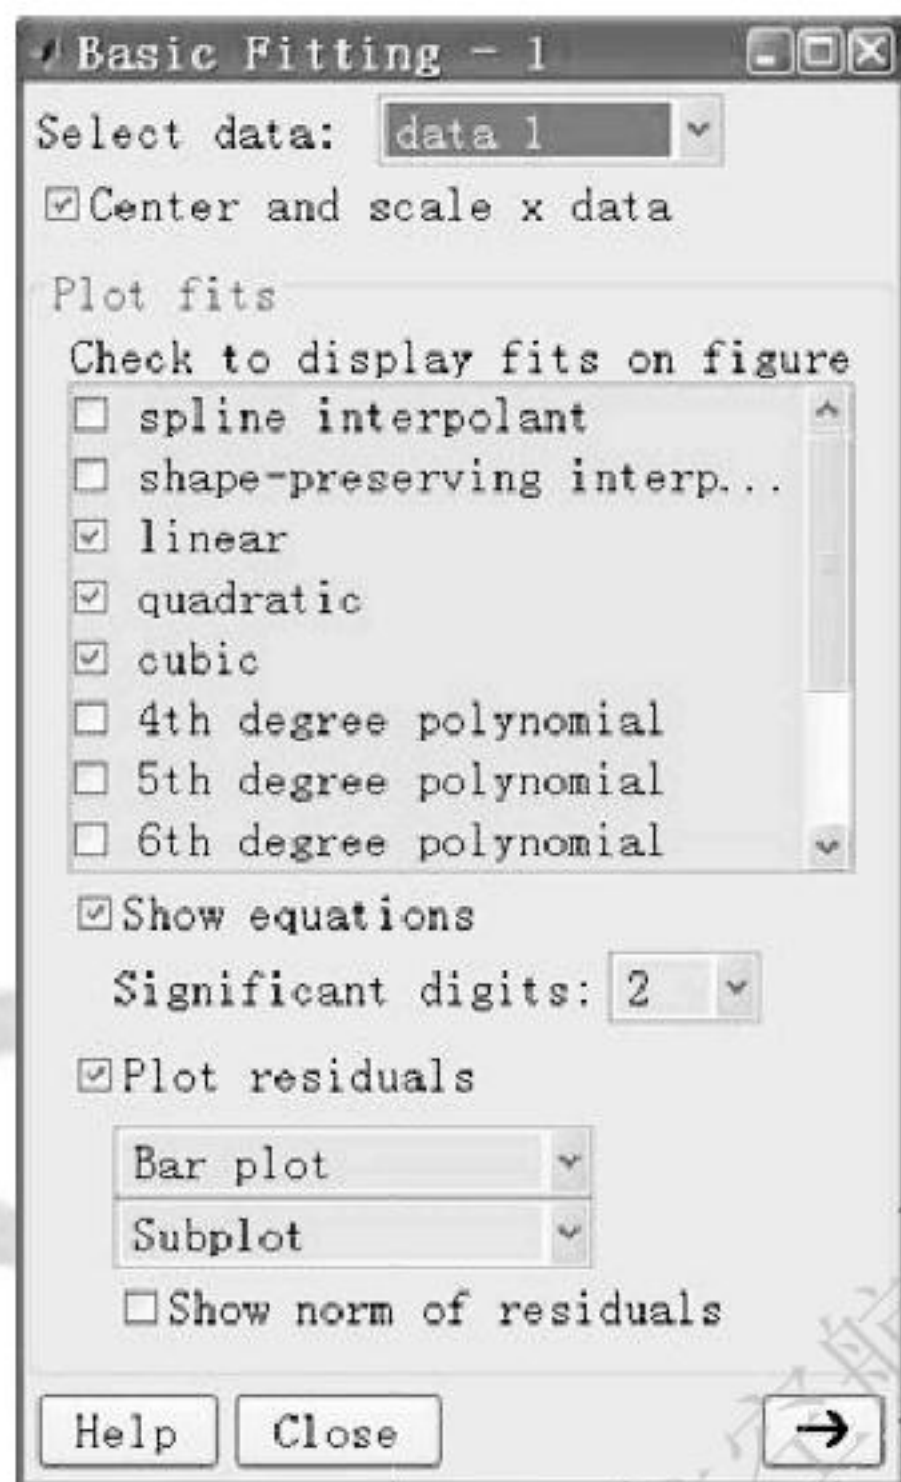 Basic Fitting - 1
Select data: data 1
Center and scale x data
Plot fits
Check to display fits on figure
spline interpolant
shape-preserving interp...
linear
quadratic
cubic
4th degree polynomial
5th degree polynomial
6th degree polynomial
Show equations
Significant digits: 2
Plot residuals
Bar plot
Subplot
Show norm of residuals
Help Close →